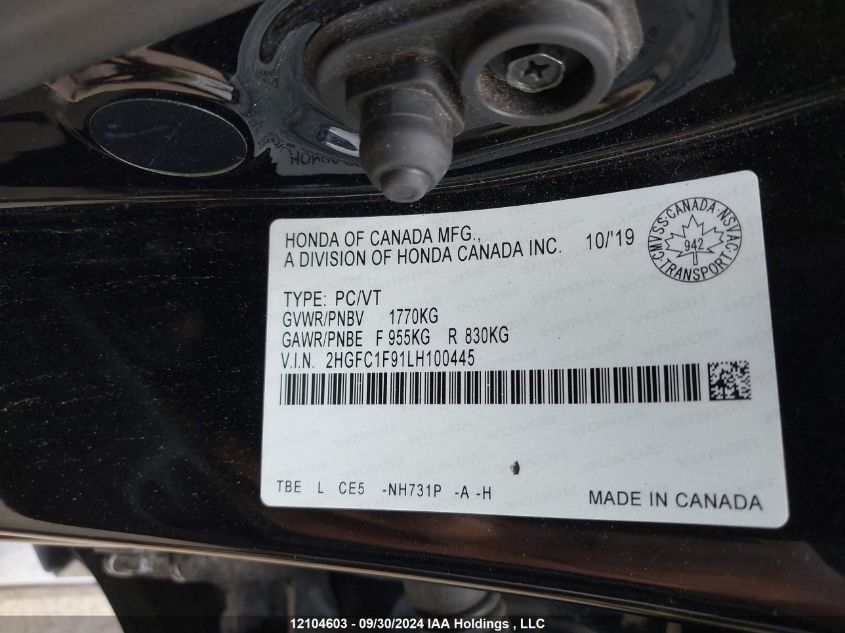 HONDA OF CANADA MFG.,
A DIVISION OF HONDA CANADA INC. 10/'19
CMVSS·CANADA·NSVAC·TRANSPORT·
942
TYPE: PC/VT
GVWR/PNBV 1770KG
GAWR/PNBE F 955KG R 830KG
V.I.N. 2HGFC1F91LH100445
TBE L CE5 -NH731P -A -H
MADE IN CANADA
12104603 - 09/30/2024 IAA Holdings , LLC